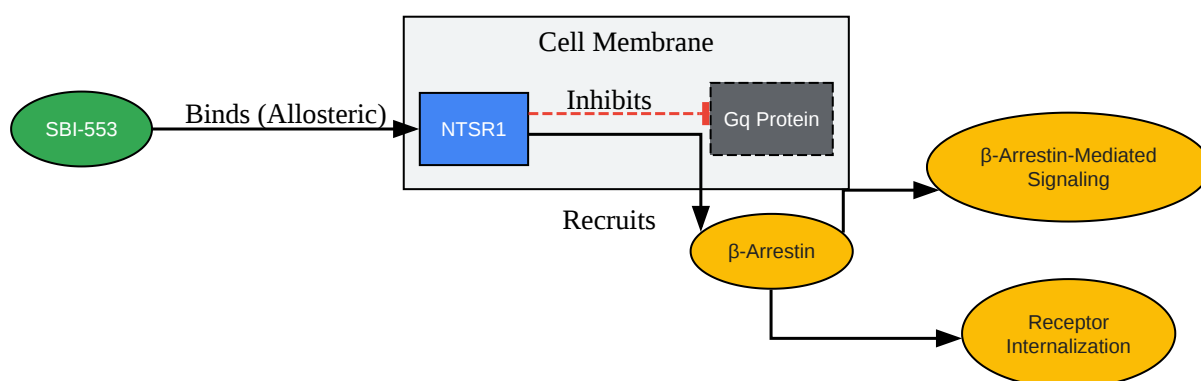 Cell Membrane
SBI-553
Binds (Allosteric)
NTSR1
Inhibits
Gq Protein
β-Arrestin-Mediated
Signaling
Recruits
β-Arrestin
Receptor
Internalization